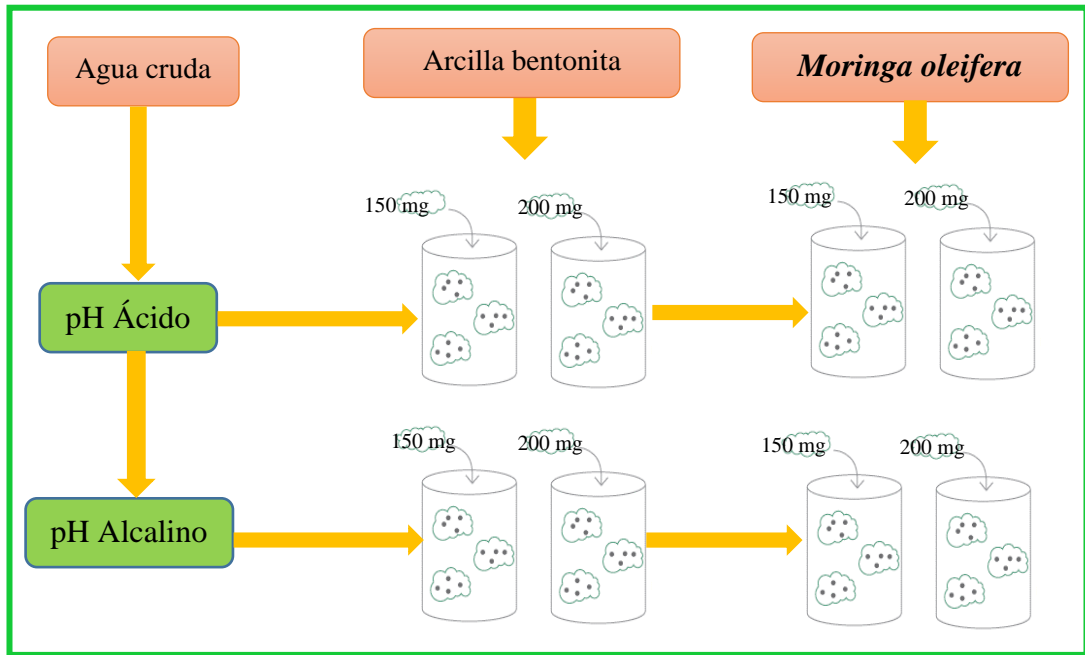 Agua cruda
Arcilla bentonita
Moringa oleifera
150 mg
200 mg
150 mg
200 mg
pH Ácido
150 mg
200 mg
150 mg
200 mg
pH Alcalino